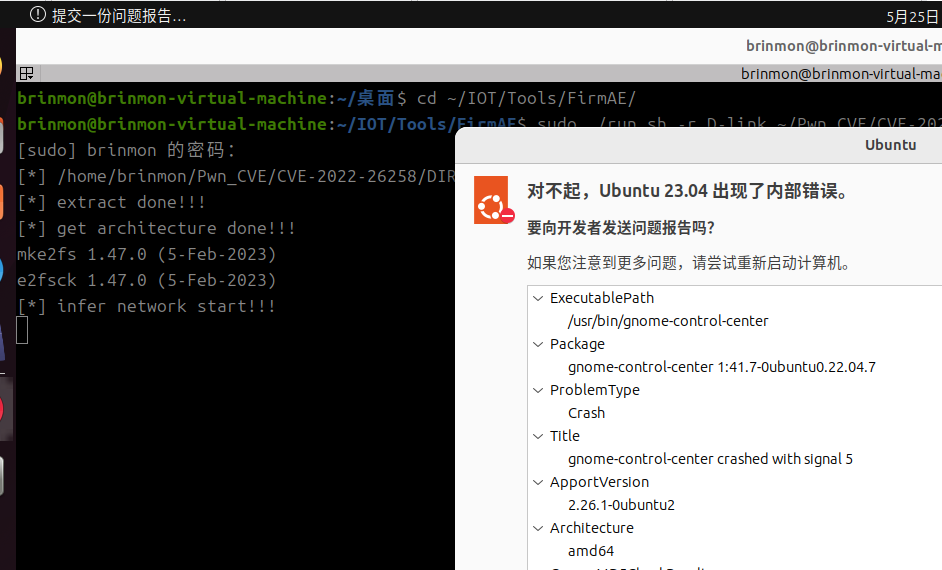 提交一份问题报告...
5月25日
brinmon@brinmon-virtual-m
brinmon@brinmon-virtual-ma
brinmon@brinmon-virtual-machine:~/桌面$ cd ~/IOT/Tools/FirmAE/
brinmon@brinmon-virtual-machine:~/IOT/Tools/FirmAE$ sudo ./run.sh -r D-link ~/Pwn_CVE/CVE-202
[sudo] brinmon 的密码：
[*] /home/brinmon/Pwn_CVE/CVE-2022-26258/DIR
[*] extract done!!!
[*] get architecture done!!!
mke2fs 1.47.0 (5-Feb-2023)
e2fsck 1.47.0 (5-Feb-2023)
[*] infer network start!!!
Ubuntu
对不起，Ubuntu 23.04 出现了内部错误。
要向开发者发送问题报告吗？
如果您注意到更多问题，请尝试重新启动计算机。
ExecutablePath
/usr/bin/gnome-control-center
Package
gnome-control-center 1:41.7-0ubuntu0.22.04.7
ProblemType
Crash
Title
gnome-control-center crashed with signal 5
ApportVersion
2.26.1-0ubuntu2
Architecture
amd64